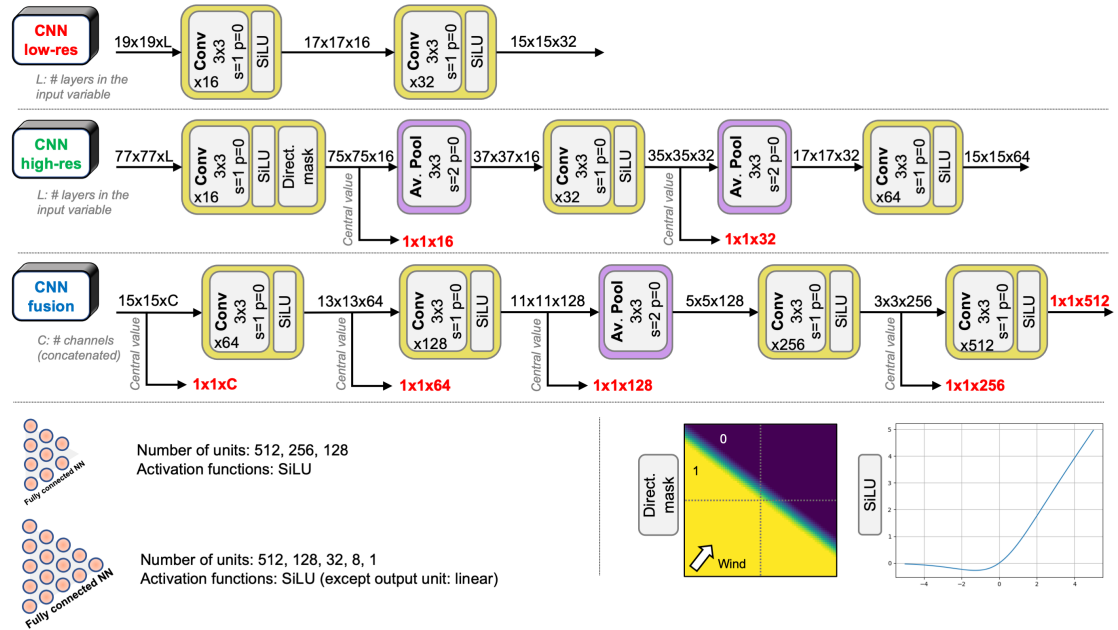 CNN
low-res
19x19xL
Conv
3x3
s=1 p=0
SiLU
x16
17x17x16
Conv
3x3
s=1 p=0
SiLU
x32
15x15x32
L: # layers in the
input variable
CNN
high-res
77x77xL
Conv
3x3
s=1 p=0
SiLU
Direct.
mask
x16
75x75x16
Central value
1x1x16
Av. Pool
3x3
s=2 p=0
37x37x16
Conv
3x3
s=1 p=0
SiLU
x32
35x35x32
Central value
1x1x32
Av. Pool
3x3
s=2 p=0
17x17x32
Conv
3x3
s=1 p=0
SiLU
x64
15x15x64
L: # layers in the
input variable
CNN
fusion
15x15xC
Central value
1x1xC
Conv
3x3
s=1 p=0
SiLU
x64
13x13x64
Central value
1x1x64
Conv
3x3
s=1 p=0
SiLU
x128
11x11x128
Central value
1x1x128
Av. Pool
3x3
s=2 p=0
5x5x128
Conv
3x3
s=1 p=0
SiLU
x256
3x3x256
Central value
1x1x256
Conv
3x3
s=1 p=0
SiLU
x512
1x1x512
C: # channels
(concatenated)
Fully connected NN
Number of units: 512, 256, 128
Activation functions: SiLU
Fully connected NN
Number of units: 512, 128, 32, 8, 1
Activation functions: SiLU (except output unit: linear)
Direct.
mask
0
1
Wind
SiLU
5
4
3
2
1
0
−4
−2
0
2
4